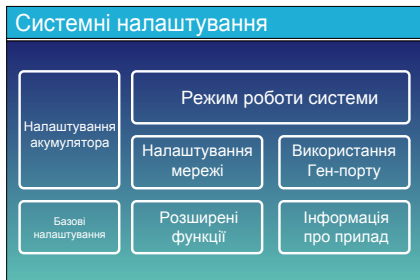 Системні налаштування
Налаштування
акумулятора
Режим роботи системи
Налаштування
мережі
Використання
Ген-порту
Базові
налаштування
Розширені
функції
Інформація
про прилад